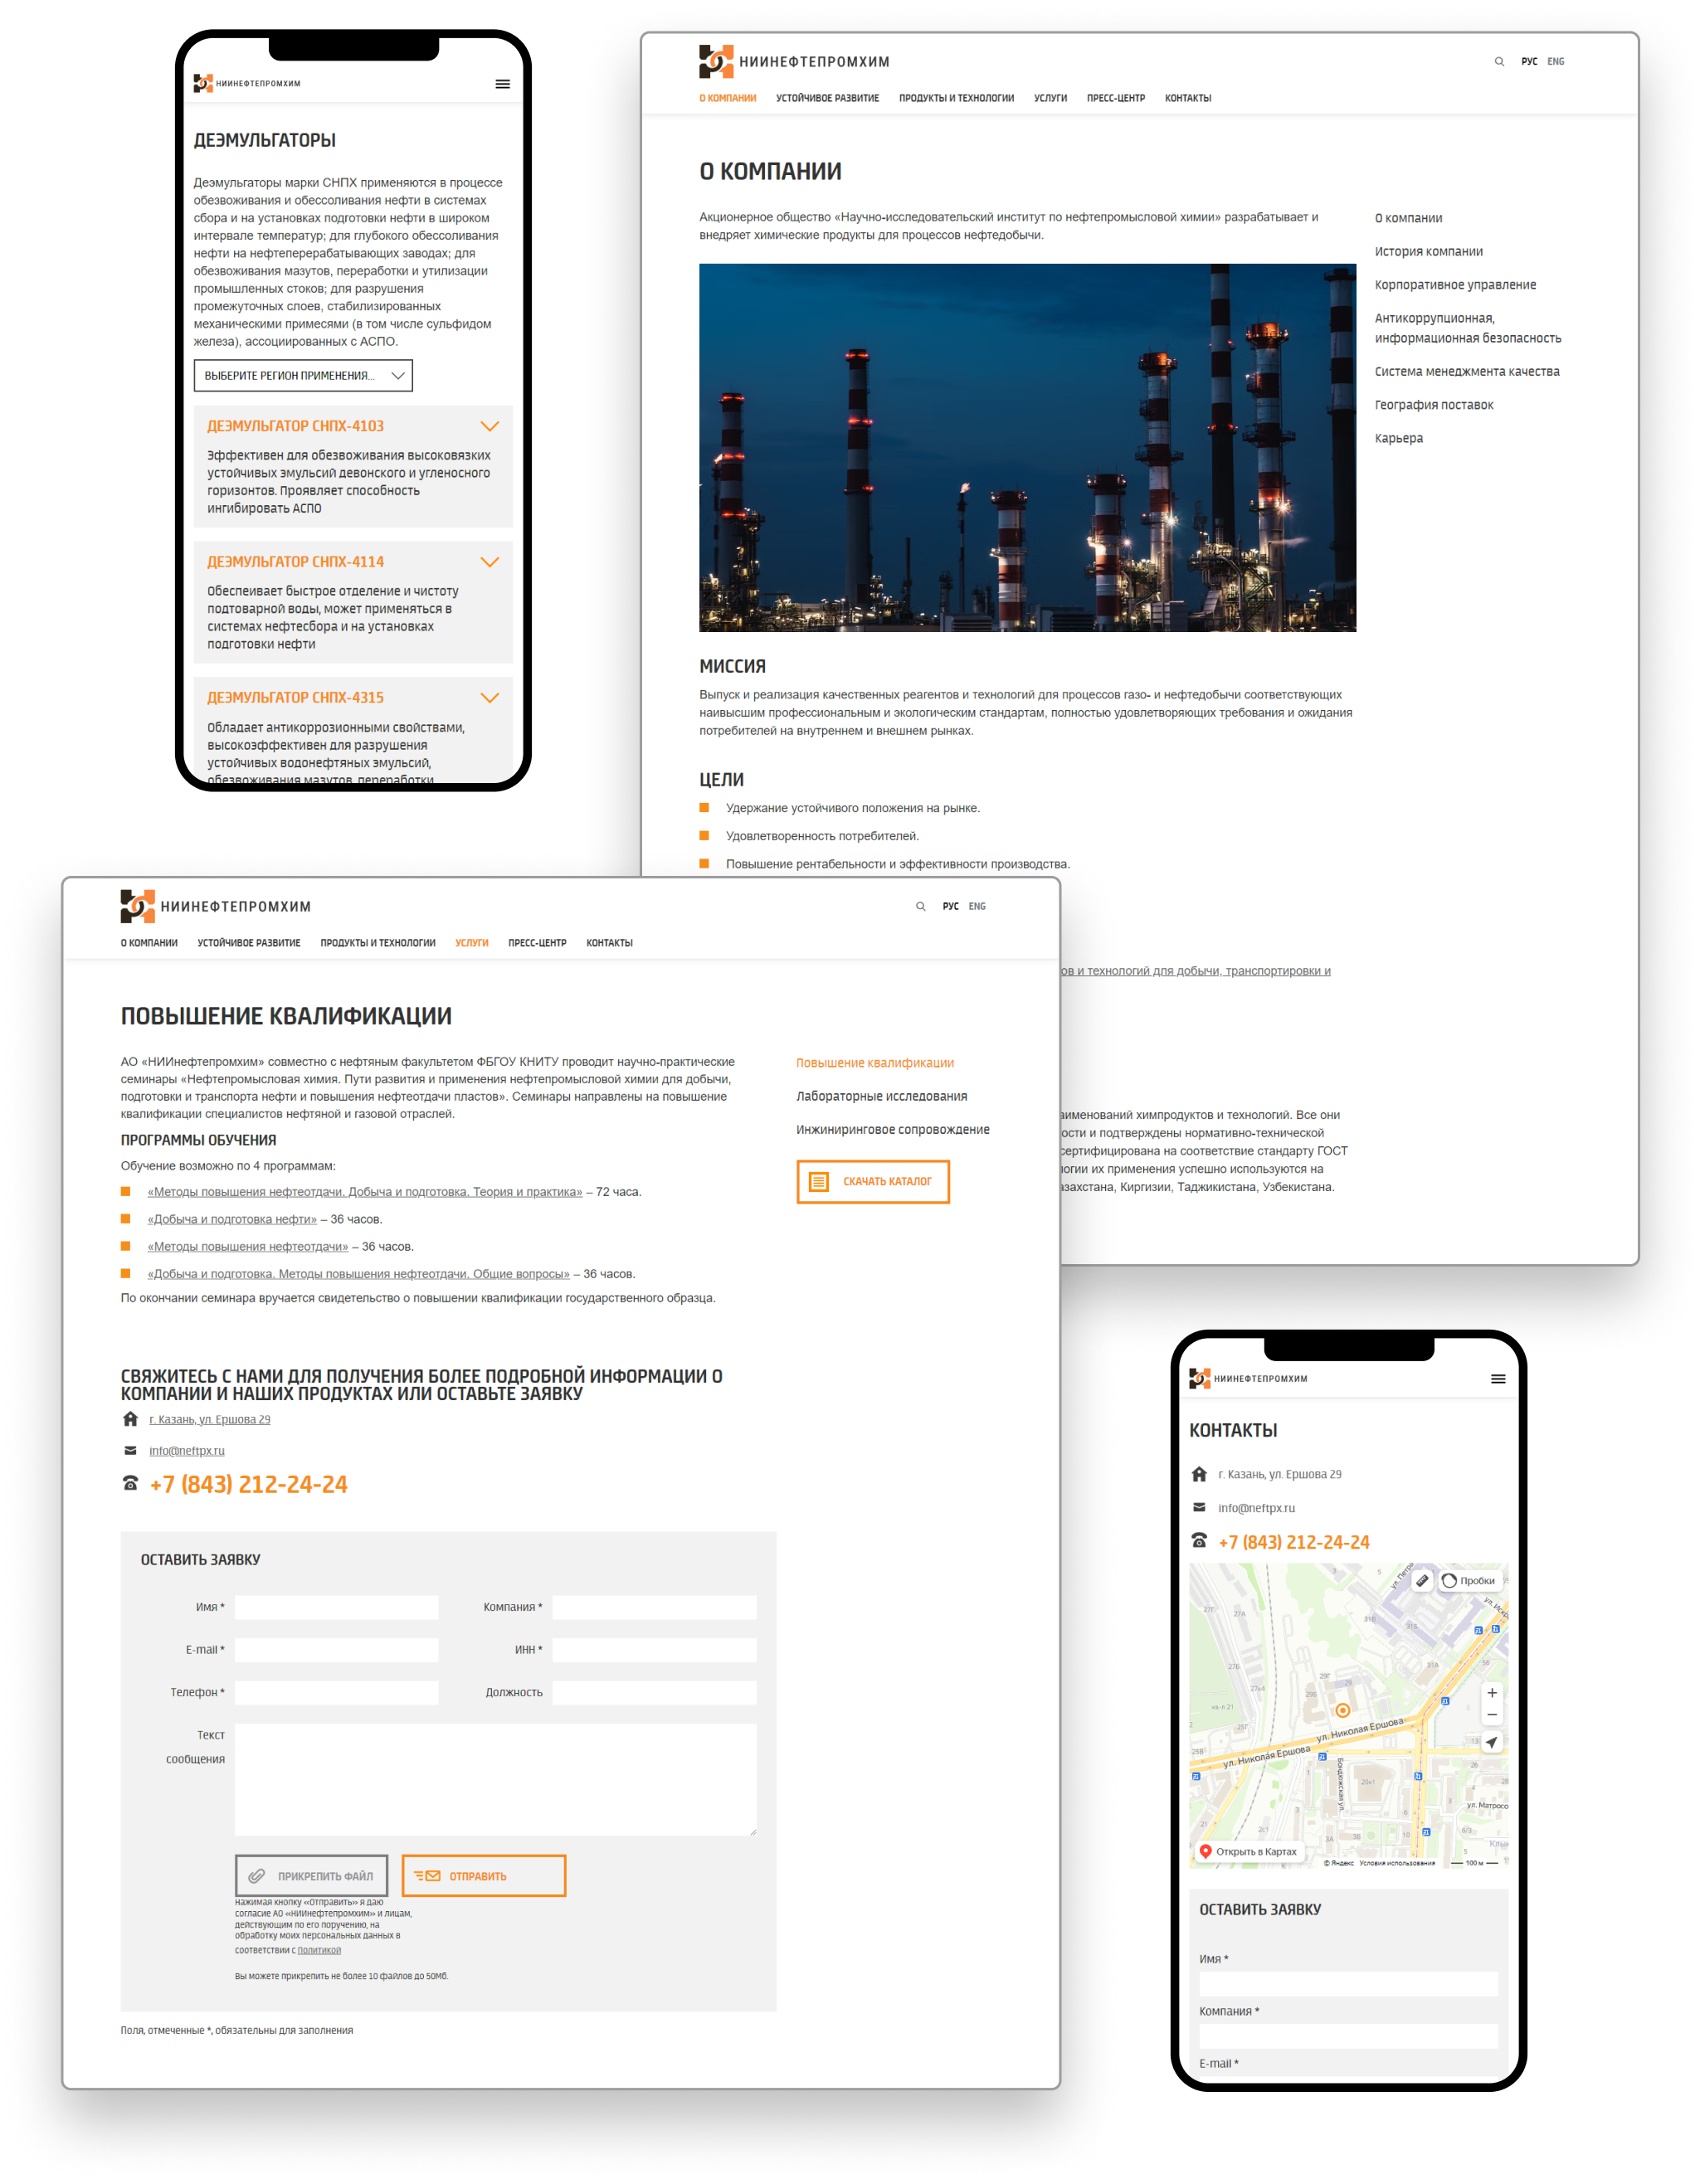 НИИНЕФТЕПРОМХИМ
ДЕЭМУЛЬГАТОРЫ
Деэмульгаторы марки СНПХ применяются в процессе
обезвоживания и обессоливания нефти в системах
сбора и на установках подготовки нефти в широком
интервале температур; для глубокого обессоливания
нефти на нефтеперерабатывающих заводах; для
обезвоживания мазутов, переработки и утилизации
промышленных стоков; для разрушения
промежуточных слоев, стабилизированных
механическими примесями (в том числе сульфидом
железа), ассоциированных с АСПО.
ВЫБЕРИТЕ РЕГИОН ПРИМЕНЕНИЯ...
ДЕЭМУЛЬГАТОР СНПХ-4103
Эффективен для обезвоживания высоковязких
устойчивых эмульсий девонского и угленосного
горизонтов. Проявляет способность
ингибировать АСПО
ДЕЭМУЛЬГАТОР СНПХ-4114
Обеспеивает быстрое отделение и чистоту
подтоварной воды, может применяться в
системах нефтесбора и на установках
подготовки нефти
ДЕЭМУЛЬГАТОР СНПХ-4315
Обладает антикоррозионными свойствами,
высокоэффективен для разрушения
устойчивых водонефтяных эмульсий,
обезвоживания мазутов, переработки
НИИНЕФТЕПРОМХИМ
РУС ENG
О КОМПАНИИ УСТОЙЧИВОЕ РАЗВИТИЕ ПРОДУКТЫ И ТЕХНОЛОГИИ УСЛУГИ ПРЕСС-ЦЕНТР КОНТАКТЫ
О КОМПАНИИ
Акционерное общество «Научно-исследовательский институт по нефтепромысловой химии» разрабатывает и
внедряет химические продукты для процессов нефтедобычи.
О компании
История компании
Корпоративное управление
Антикоррупционная,
информационная безопасность
Система менеджмента качества
География поставок
Карьера
МИССИЯ
Выпуск и реализация качественных реагентов и технологий для процессов газо- и нефтедобычи соответствующих
наивысшим профессиональным и экологическим стандартам, полностью удовлетворяющих требования и ожидания
потребителей на внутреннем и внешнем рынках.
ЦЕЛИ
Удержание устойчивого положения на рынке.
Удовлетворенность потребителей.
Повышение рентабельности и эффективности производства.
ов и технологий для добычи, транспортировки и
аименований химпродуктов и технологий. Все они
ости и подтверждены нормативно-технической
сертифицирована на соответствие стандарту ГОСТ
логии их применения успешно используются на
азахстана, Киргизии, Таджикистана, Узбекистана.
НИИНЕФТЕПРОМХИМ
РУС ENG
О КОМПАНИИ УСТОЙЧИВОЕ РАЗВИТИЕ ПРОДУКТЫ И ТЕХНОЛОГИИ УСЛУГИ ПРЕСС-ЦЕНТР КОНТАКТЫ
ПОВЫШЕНИЕ КВАЛИФИКАЦИИ
АО «НИИнефтепромхим» совместно с нефтяным факультетом ФБГОУ КНИТУ проводит научно-практические
семинары «Нефтепромысловая химия. Пути развития и применения нефтепромысловой химии для добычи,
подготовки и транспорта нефти и повышения нефтеотдачи пластов». Семинары направлены на повышение
квалификации специалистов нефтяной и газовой отраслей.
ПРОГРАММЫ ОБУЧЕНИЯ
Обучение возможно по 4 программам:
«Методы повышения нефтеотдачи. Добыча и подготовка. Теория и практика» – 72 часа.
«Добыча и подготовка нефти» – 36 часов.
«Методы повышения нефтеотдачи» – 36 часов.
«Добыча и подготовка. Методы повышения нефтеотдачи. Общие вопросы» – 36 часов.
По окончании семинара вручается свидетельство о повышении квалификации государственного образца.
Повышение квалификации
Лабораторные исследования
Инжиниринговое сопровождение
СКАЧАТЬ КАТАЛОГ
СВЯЖИТЕСЬ С НАМИ ДЛЯ ПОЛУЧЕНИЯ БОЛЕЕ ПОДРОБНОЙ ИНФОРМАЦИИ О
КОМПАНИИ И НАШИХ ПРОДУКТАХ ИЛИ ОСТАВЬТЕ ЗАЯВКУ
г. Казань, ул. Ершова 29
info@neftpx.ru
+7 (843) 212-24-24
ОСТАВИТЬ ЗАЯВКУ
Имя * Компания *
E-mail * ИНН *
Телефон * Должность
Текст
сообщения
ПРИКРЕПИТЬ ФАЙЛ ОТПРАВИТЬ
Нажимая кнопку «Отправить» я даю
согласие АО «НИИнефтепромхим» и лицам,
действующим по его поручению, на
обработку моих персональных данных в
соответствии с Политикой
Вы можете прикрепить не более 10 файлов до 50Мб.
Поля, отмеченные *, обязательны для заполнения
НИИНЕФТЕПРОМХИМ
КОНТАКТЫ
г. Казань, ул. Ершова 29
info@neftpx.ru
+7 (843) 212-24-24
Пробки
ул. Николая Ершова
ул. Николая Ершова
Бондюжская ул.
ул. Матросо
Открыть в Картах
© Яндекс Условия использования 100 м
ОСТАВИТЬ ЗАЯВКУ
Имя *
Компания *
E-mail *